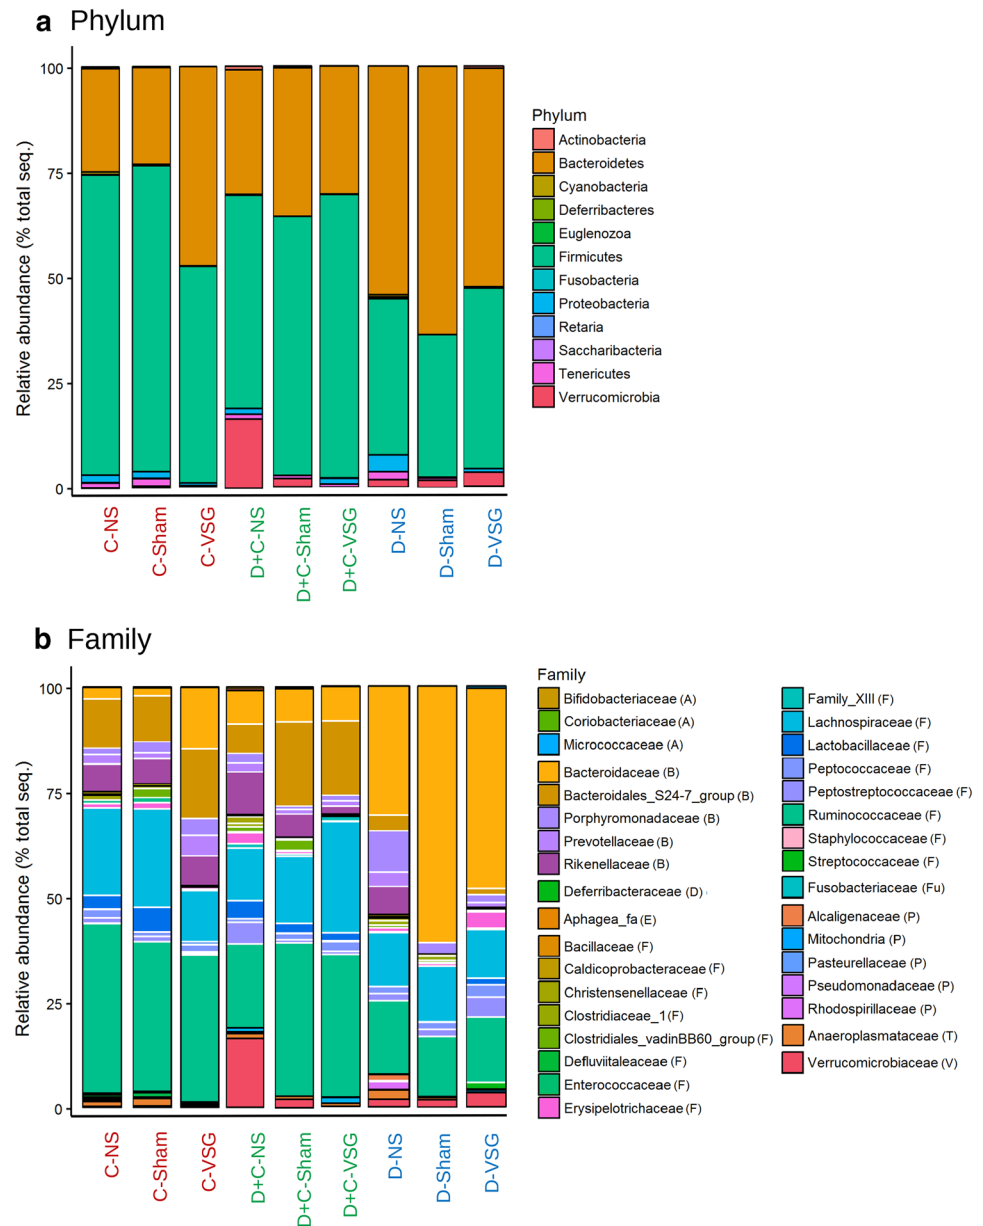 a Phylum
Relative abundance (% total seq.)
100
75
50
25
0
C-NS
C-Sham
C-VSG
D+C-NS
D+C-Sham
D+C-VSG
D-NS
D-Sham
D-VSG
Phylum
Actinobacteria
Bacteroidetes
Cyanobacteria
Deferribacteres
Euglenozoa
Firmicutes
Fusobacteria
Proteobacteria
Retaria
Saccharibacteria
Tenericutes
Verrucomicrobia
b Family
Relative abundance (% total seq.)
100
75
50
25
0
C-NS
C-Sham
C-VSG
D+C-NS
D+C-Sham
D+C-VSG
D-NS
D-Sham
D-VSG
Family
Bifidobacteriaceae (A)
Coriobacteriaceae (A)
Micrococcaceae (A)
Bacteroidaceae (B)
Bacteroidales_S24-7_group (B)
Porphyromonadaceae (B)
Prevotellaceae (B)
Rikenellaceae (B)
Deferribacteraceae (D)
Aphagea_fa (E)
Bacillaceae (F)
Caldicoprobacteraceae (F)
Christensenellaceae (F)
Clostridiaceae_1 (F)
Clostridiales_vadinBB60_group (F)
Defluviitaleaceae (F)
Enterococcaceae (F)
Erysipelotrichaceae (F)
Family_XIII (F)
Lachnospiraceae (F)
Lactobacillaceae (F)
Peptococcaceae (F)
Peptostreptococcaceae (F)
Ruminococcaceae (F)
Staphylococcaceae (F)
Streptococcaceae (F)
Fusobacteriaceae (Fu)
Alcaligenaceae (P)
Mitochondria (P)
Pasteurellaceae (P)
Pseudomonadaceae (P)
Rhodospirillaceae (P)
Anaeroplasmataceae (T)
Verrucomicrobiaceae (V)